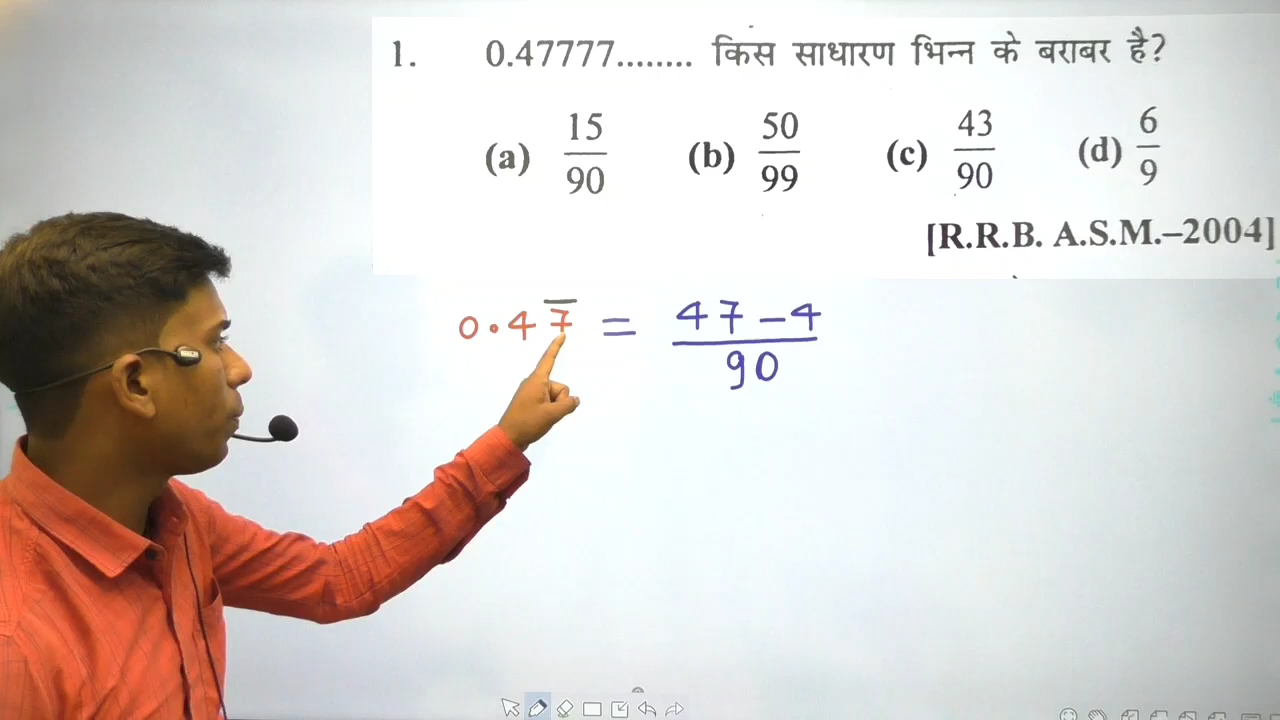 1. 0.47777........ किस साधारण भिन्न के बराबर है?
(a) 15/90 (b) 50/99 (c) 43/90 (d) 6/9
[R.R.B. A.S.M.–2004]
0.47̅ = (47 – 4)/90